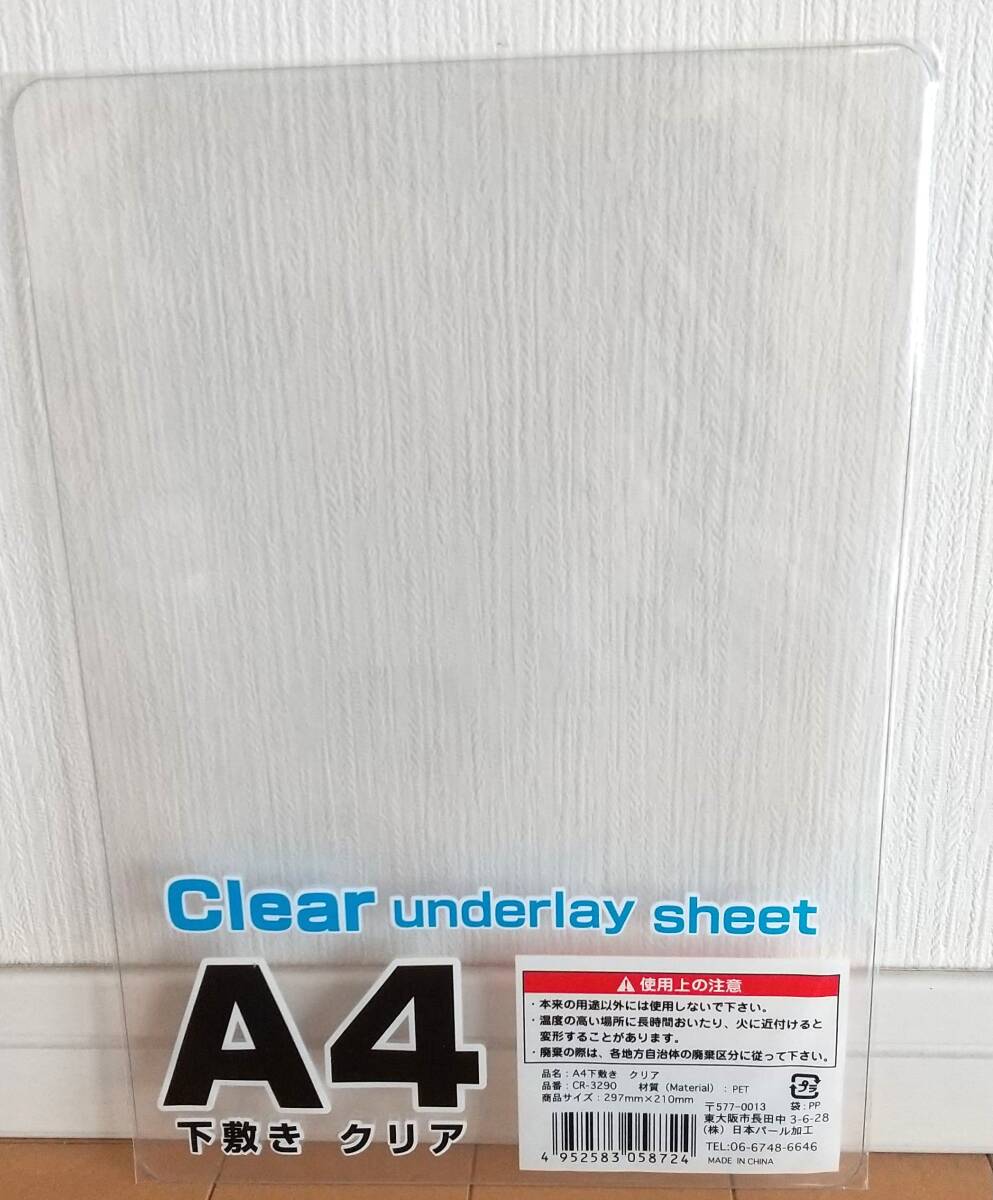 Clear underlay sheet
A4
下敷き クリア
⚠使用上の注意
・本来の用途以外には使用しないで下さい。
・温度の高い場所に長時間おいたり、火に近付けると
変形することがあります。
・廃棄の際は、各地方自治体の廃棄区分に従って下さい。
品名:A4下敷き クリア
品番:CR-3290 材質(Material):PET
商品サイズ:297mm×210mm
プラ
袋:PP
〒577-0013
東大阪市長田中3-6-28
(株)日本パール加工
TEL:06-6748-6646
MADE IN CHINA
4 952583 058724